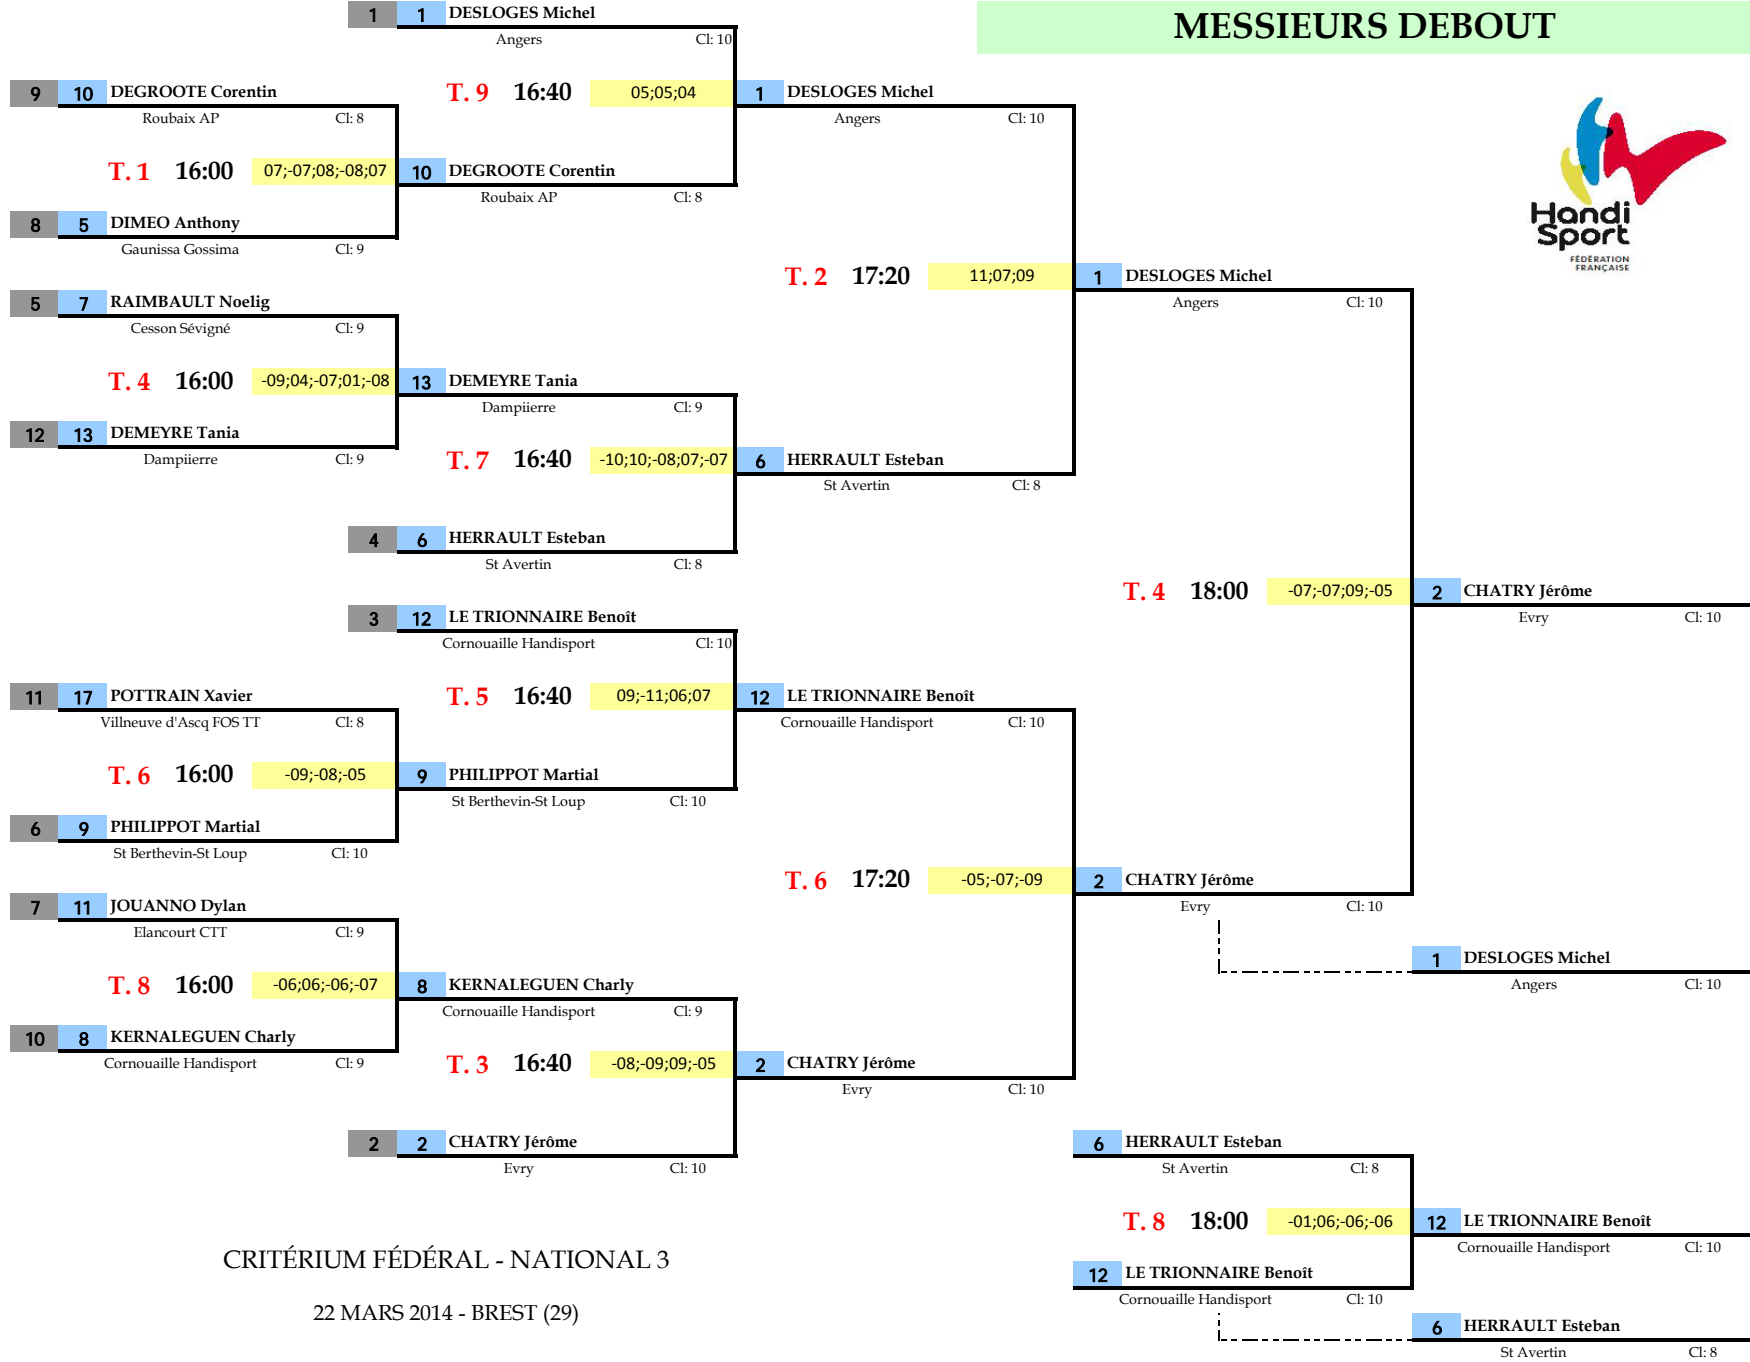 MESSIEURS DEBOUT
1 1 DESLOGES Michel
Angers Cl: 10
9 10 DEGROOTE Corentin
Roubaix AP Cl: 8
T. 9 16:40 05;05;04
1 DESLOGES Michel
Angers Cl: 10
T. 1 16:00 07;-07;08;-08;07
10 DEGROOTE Corentin
Roubaix AP Cl: 8
8 5 DIMEO Anthony
Gaunissa Gossima Cl: 9
Handi
Sport
FÉDÉRATION
FRANÇAISE
T. 2 17:20 11;07;09
1 DESLOGES Michel
Angers Cl: 10
5 7 RAIMBAULT Noelig
Cesson Sévigné Cl: 9
T. 4 16:00 -09;04;-07;01;-08
13 DEMEYRE Tania
Dampiierre Cl: 9
12 13 DEMEYRE Tania
Dampiierre Cl: 9
T. 7 16:40 -10;10;-08;07;-07
6 HERRAULT Esteban
St Avertin Cl: 8
4 6 HERRAULT Esteban
St Avertin Cl: 8
T. 4 18:00 -07;-07;09;-05
2 CHATRY Jérôme
Evry Cl: 10
3 12 LE TRIONNAIRE Benoît
Cornouaille Handisport Cl: 10
11 17 POTTRAIN Xavier
Villneuve d'Ascq FOS TT Cl: 8
T. 5 16:40 09;-11;06;07
12 LE TRIONNAIRE Benoît
Cornouaille Handisport Cl: 10
T. 6 16:00 -09;-08;-05
9 PHILIPPOT Martial
St Berthevin-St Loup Cl: 10
6 9 PHILIPPOT Martial
St Berthevin-St Loup Cl: 10
T. 6 17:20 -05;-07;-09
2 CHATRY Jérôme
Evry Cl: 10
7 11 JOUANNO Dylan
Elancourt CTT Cl: 9
1 DESLOGES Michel
Angers Cl: 10
T. 8 16:00 -06;06;-06;-07
8 KERNALEGUEN Charly
Cornouaille Handisport Cl: 9
10 8 KERNALEGUEN Charly
Cornouaille Handisport Cl: 9
T. 3 16:40 -08;-09;09;-05
2 CHATRY Jérôme
Evry Cl: 10
2 2 CHATRY Jérôme
Evry Cl: 10
6 HERRAULT Esteban
St Avertin Cl: 8
T. 8 18:00 -01;06;-06;-06
12 LE TRIONNAIRE Benoît
Cornouaille Handisport Cl: 10
12 LE TRIONNAIRE Benoît
Cornouaille Handisport Cl: 10
6 HERRAULT Esteban
St Avertin Cl: 8
CRITÉRIUM FÉDÉRAL - NATIONAL 3
22 MARS 2014 - BREST (29)